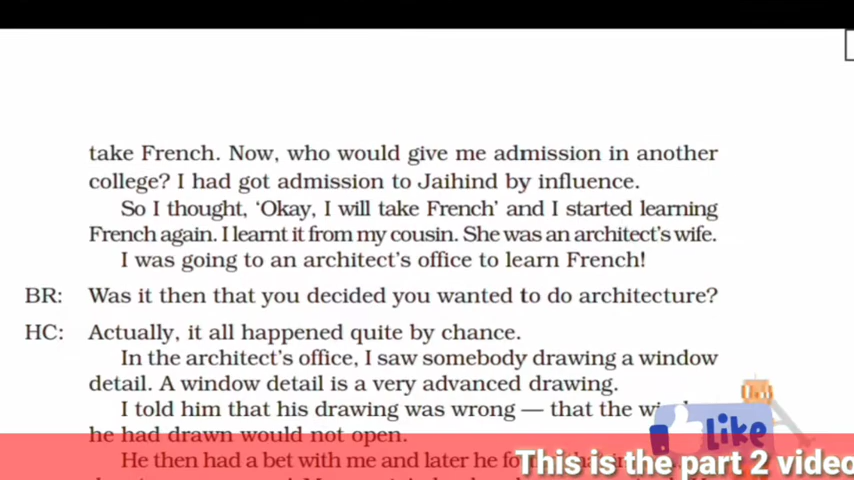 take French. Now, who would give me admission in another
college? I had got admission to Jaihind by influence.
So I thought, ‘Okay, I will take French’ and I started learning
French again. I learnt it from my cousin. She was an architect's wife.
I was going to an architect's office to learn French!
BR: Was it then that you decided you wanted to do architecture?
HC: Actually, it all happened quite by chance.
In the architect's office, I saw somebody drawing a window
detail. A window detail is a very advanced drawing.
I told him that his drawing was wrong — that the
he had drawn would not open.
He then had a bet with me and later he
like
This is the part 2 video